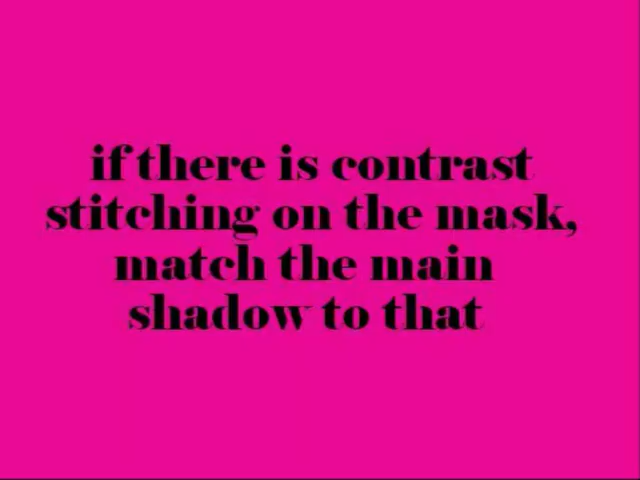 if there is contrast
stitching on the mask,
match the main
shadow to that